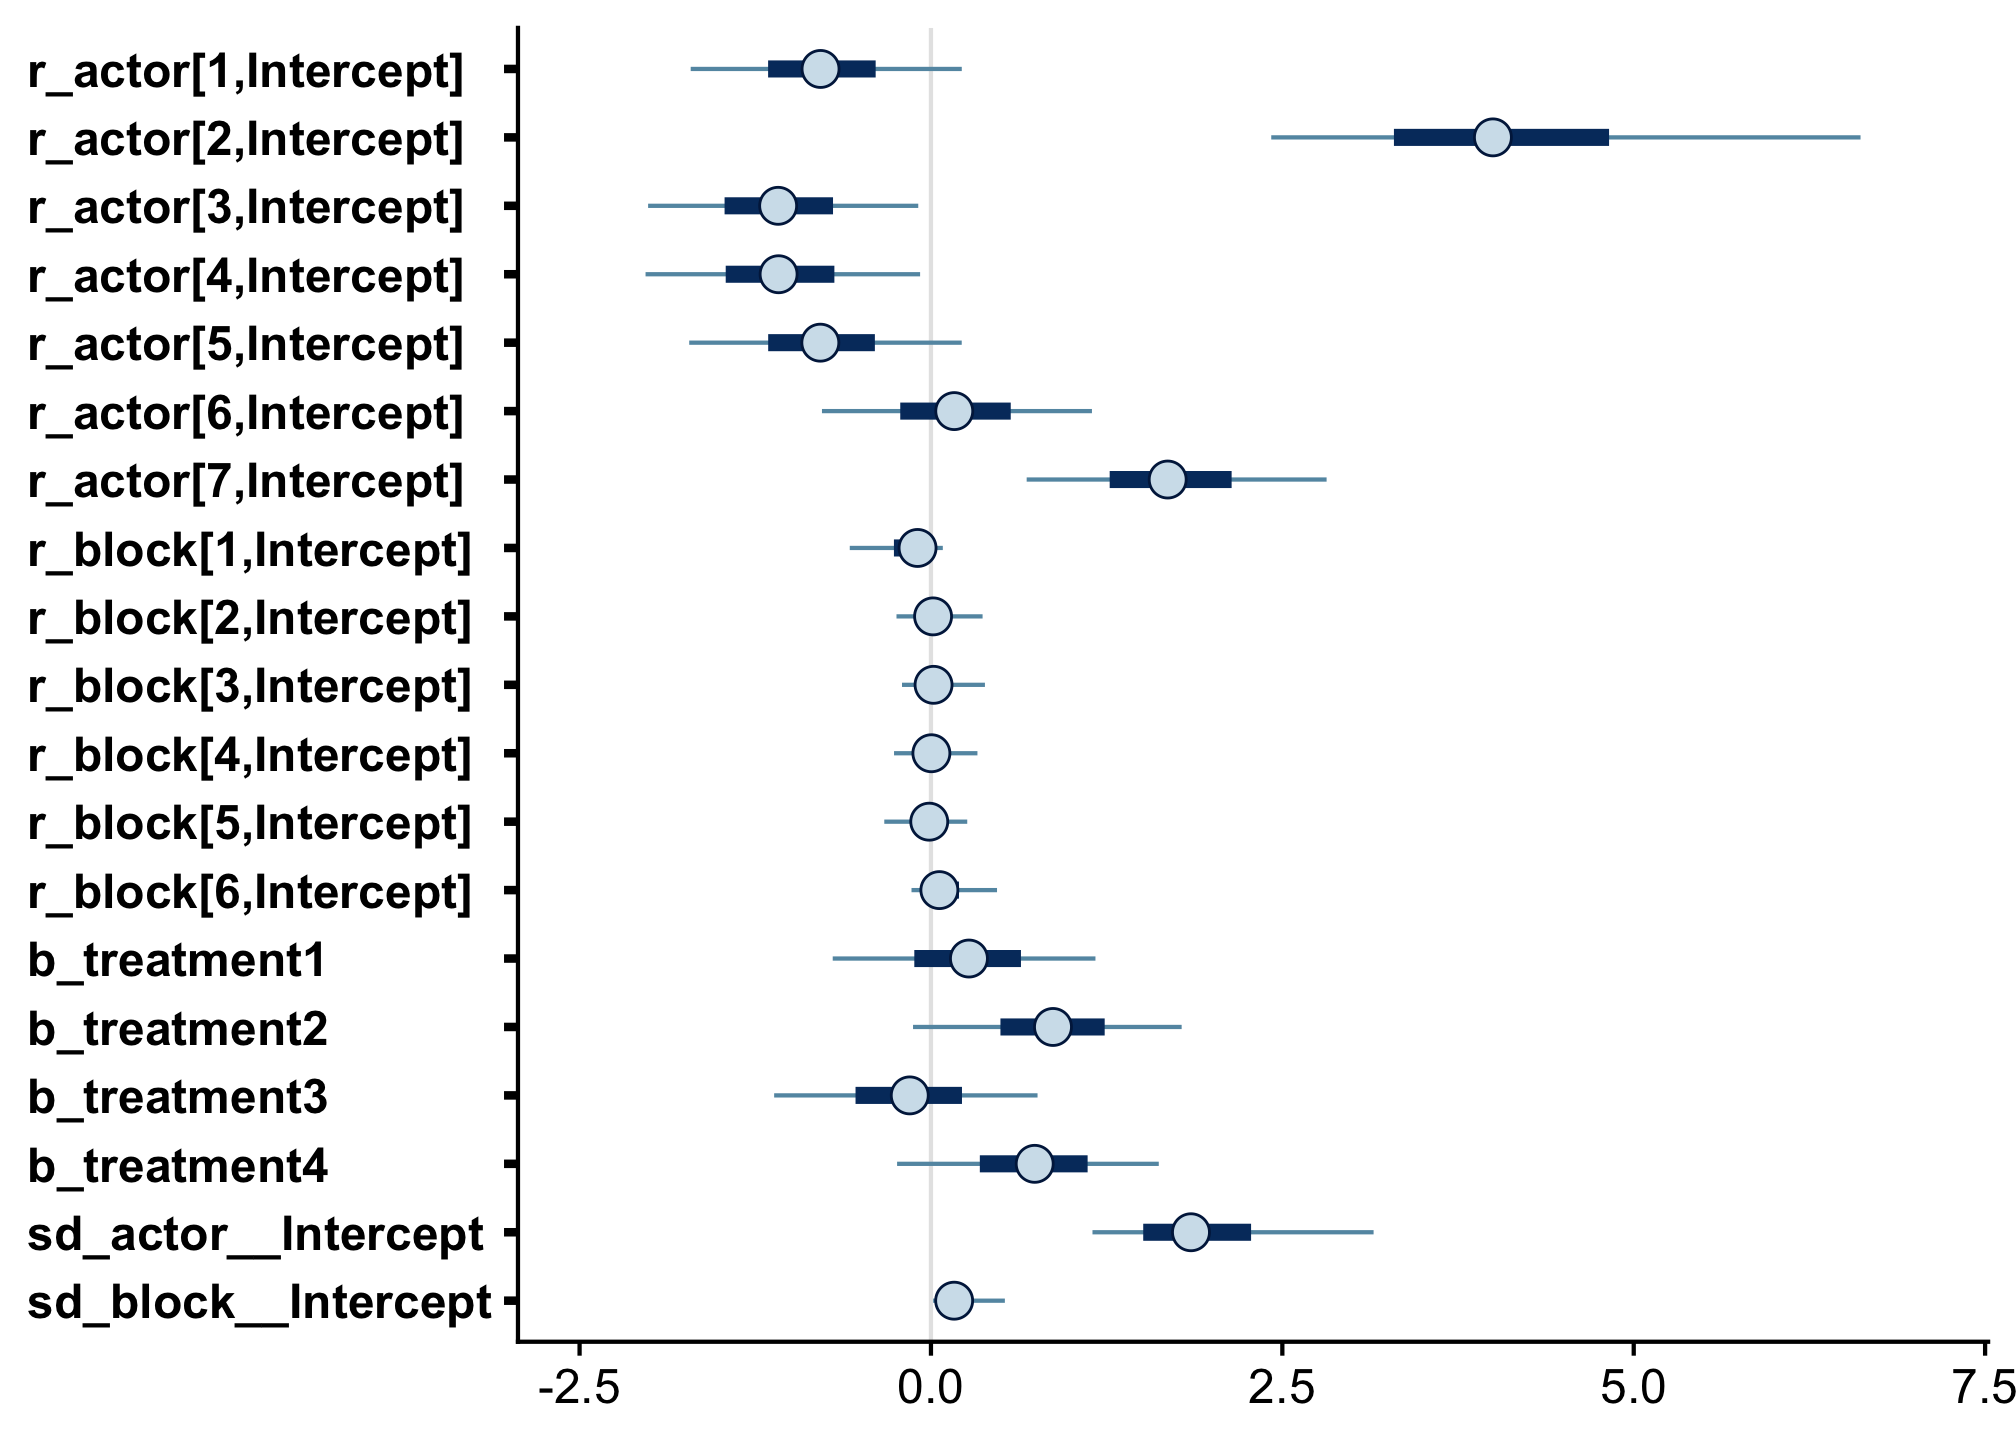 r_actor[1,Intercept]
r_actor[2,Intercept]
r_actor[3,Intercept]
r_actor[4,Intercept]
r_actor[5,Intercept]
r_actor[6,Intercept]
r_actor[7,Intercept]
r_block[1,Intercept]
r_block[2,Intercept]
r_block[3,Intercept]
r_block[4,Intercept]
r_block[5,Intercept]
r_block[6,Intercept]
b_treatment1
b_treatment2
b_treatment3
b_treatment4
sd_actor__Intercept
sd_block__Intercept
-2.5 0.0 2.5 5.0 7.5